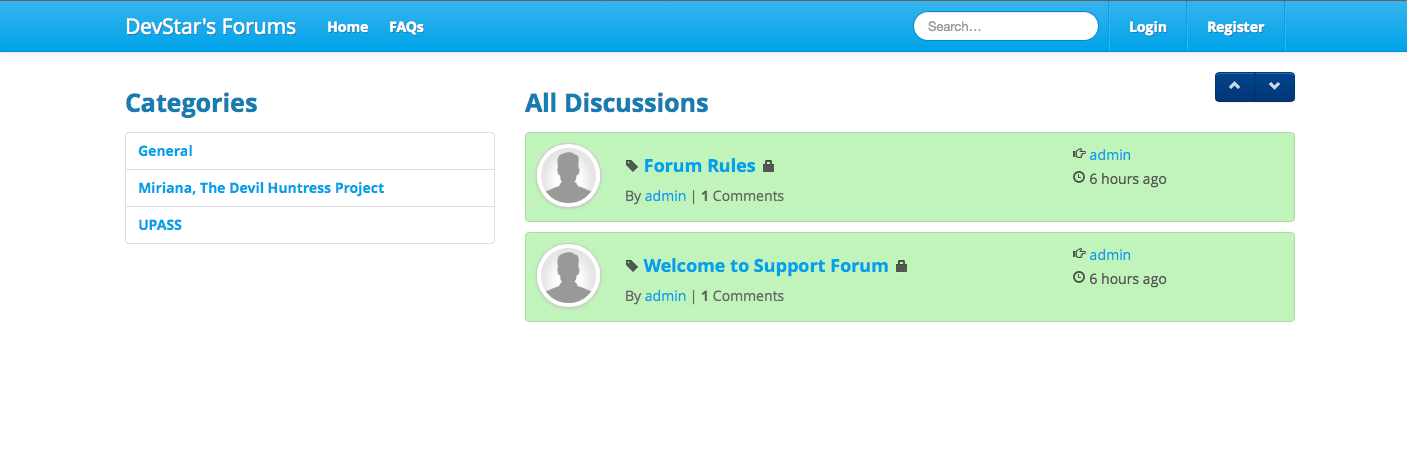 DevStar's Forums Home FAQs Search... Login Register
Categories
General
Miriana, The Devil Huntress Project
UPASS
All Discussions
Forum Rules
By admin | 1 Comments
admin
6 hours ago
Welcome to Support Forum
By admin | 1 Comments
admin
6 hours ago